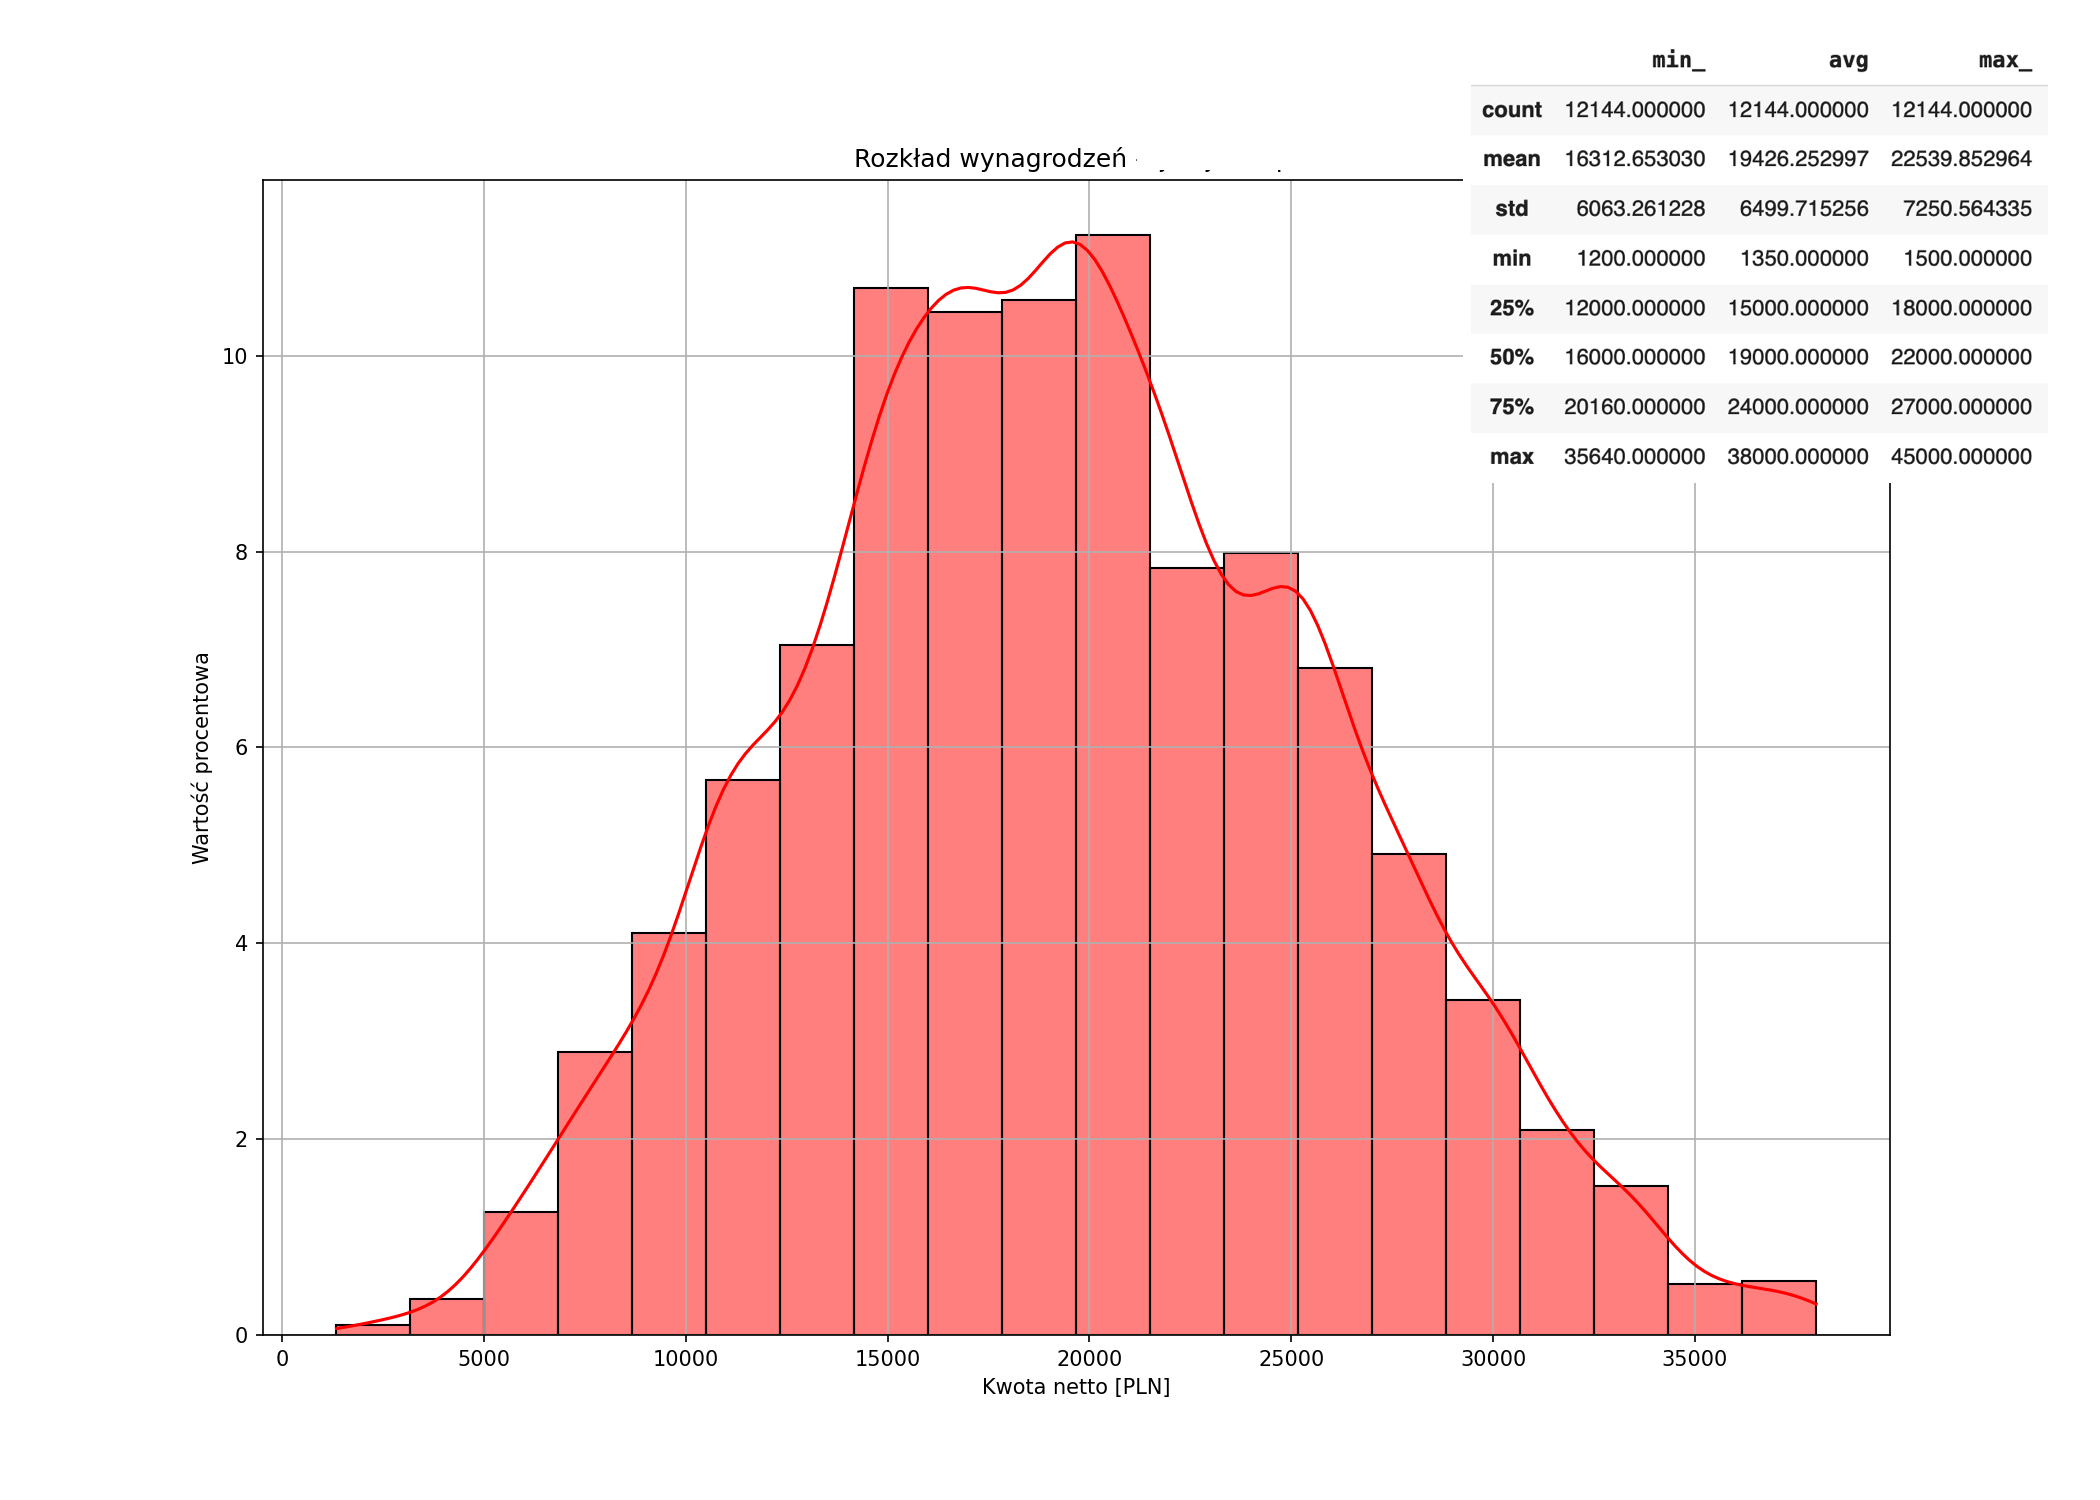 min_ avg max_
count 12144.000000 12144.000000 12144.000000
mean 16312.653030 19426.252997 22539.852964
std 6063.261228 6499.715256 7250.564335
min 1200.000000 1350.000000 1500.000000
25% 12000.000000 15000.000000 18000.000000
50% 16000.000000 19000.000000 22000.000000
75% 20160.000000 24000.000000 27000.000000
max 35640.000000 38000.000000 45000.000000
Rozkład wynagrodzeń
Wartość procentowa
10
8
6
4
2
0
0 5000 10000 15000 20000 25000 30000 35000
Kwota netto [PLN]